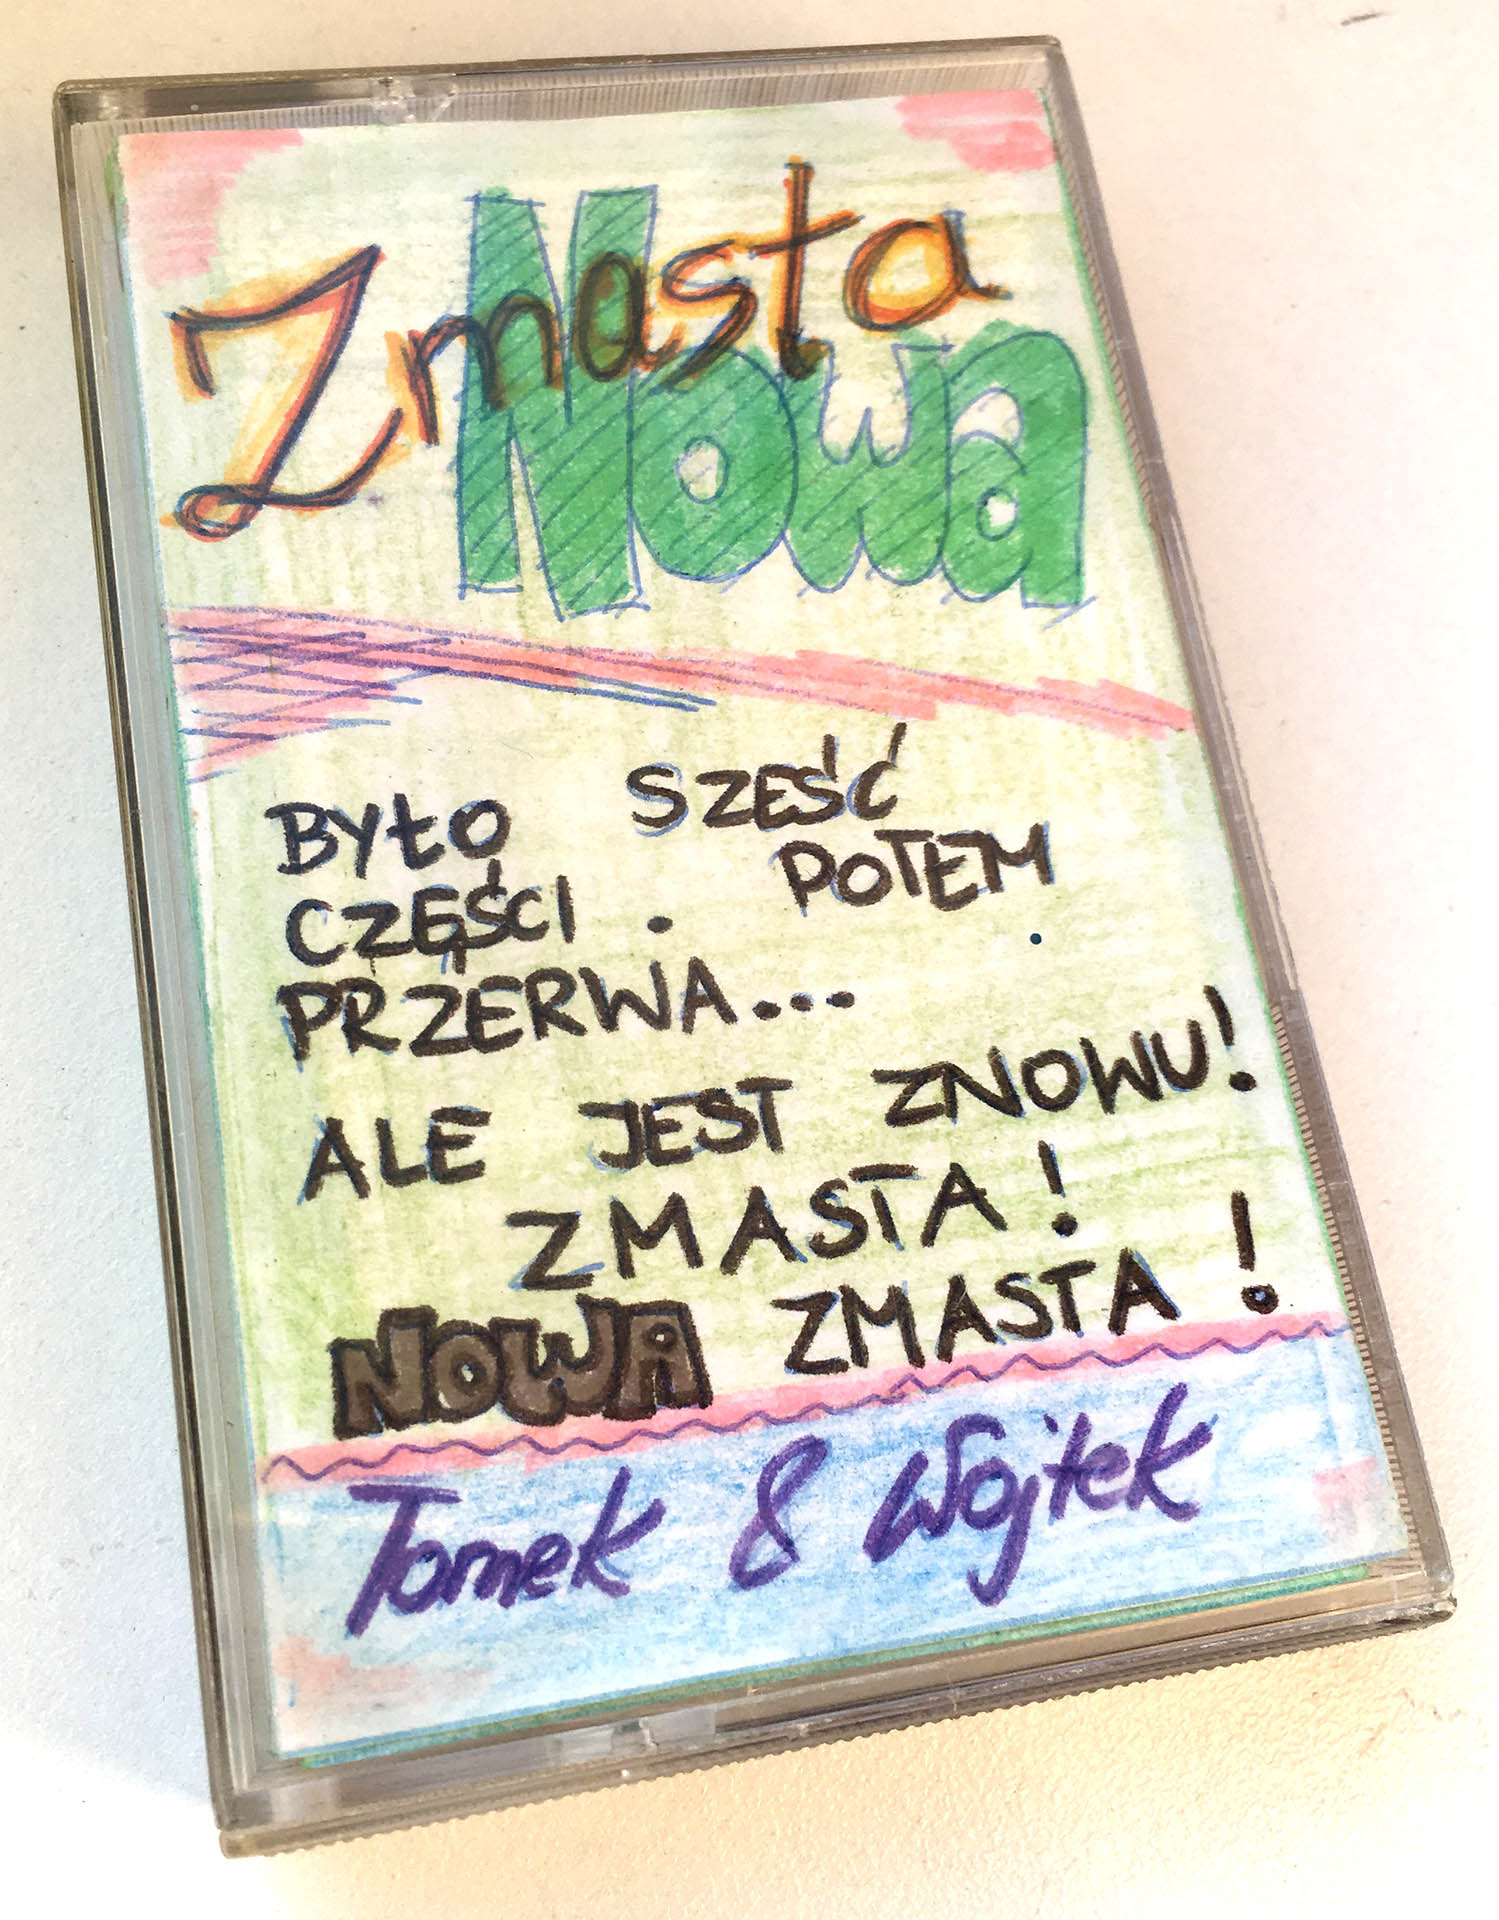 Zmasta
Nowa
BYŁO SZEŚĆ
CZĘŚCI. POTEM
PRZERWA...
ALE JEST ZNOWU!
ZMASTA!
NOWA ZMASTA!
Tomek & Wojtek